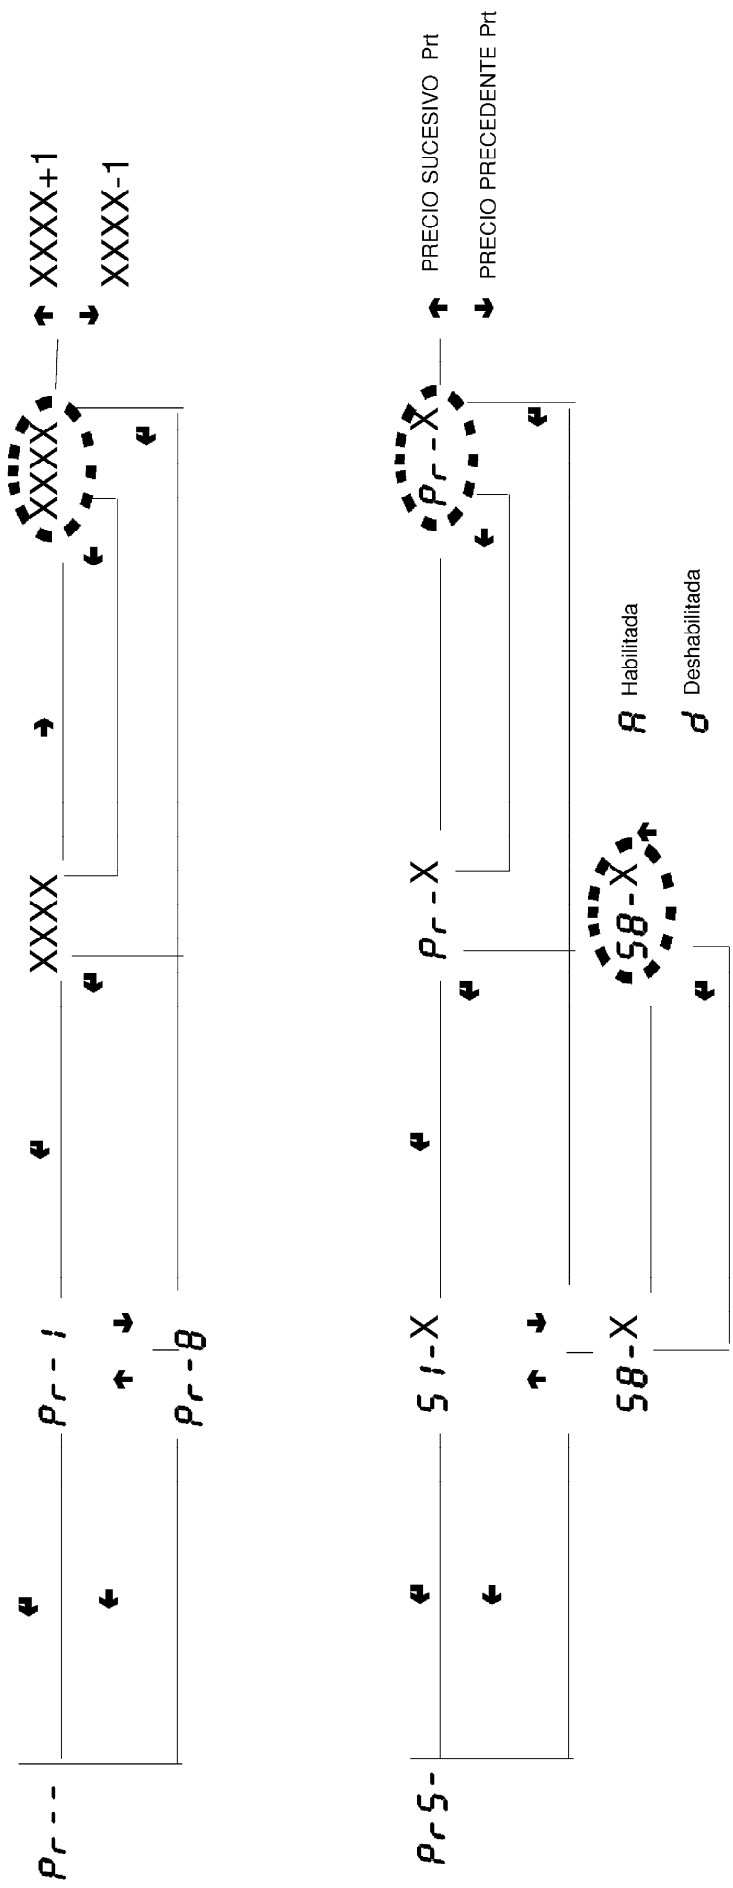 Pr---
Pr--1
XXXX
XXXX
XXXX+1
XXXX-1
Pr--8
PrS-
S1-X
Pr--X
Pr--X
PRECIO SUCESIVO Prt
PRECIO PRECEDENTE Prt
S8-X
S8-X
A Habilitada
d Deshabilitada